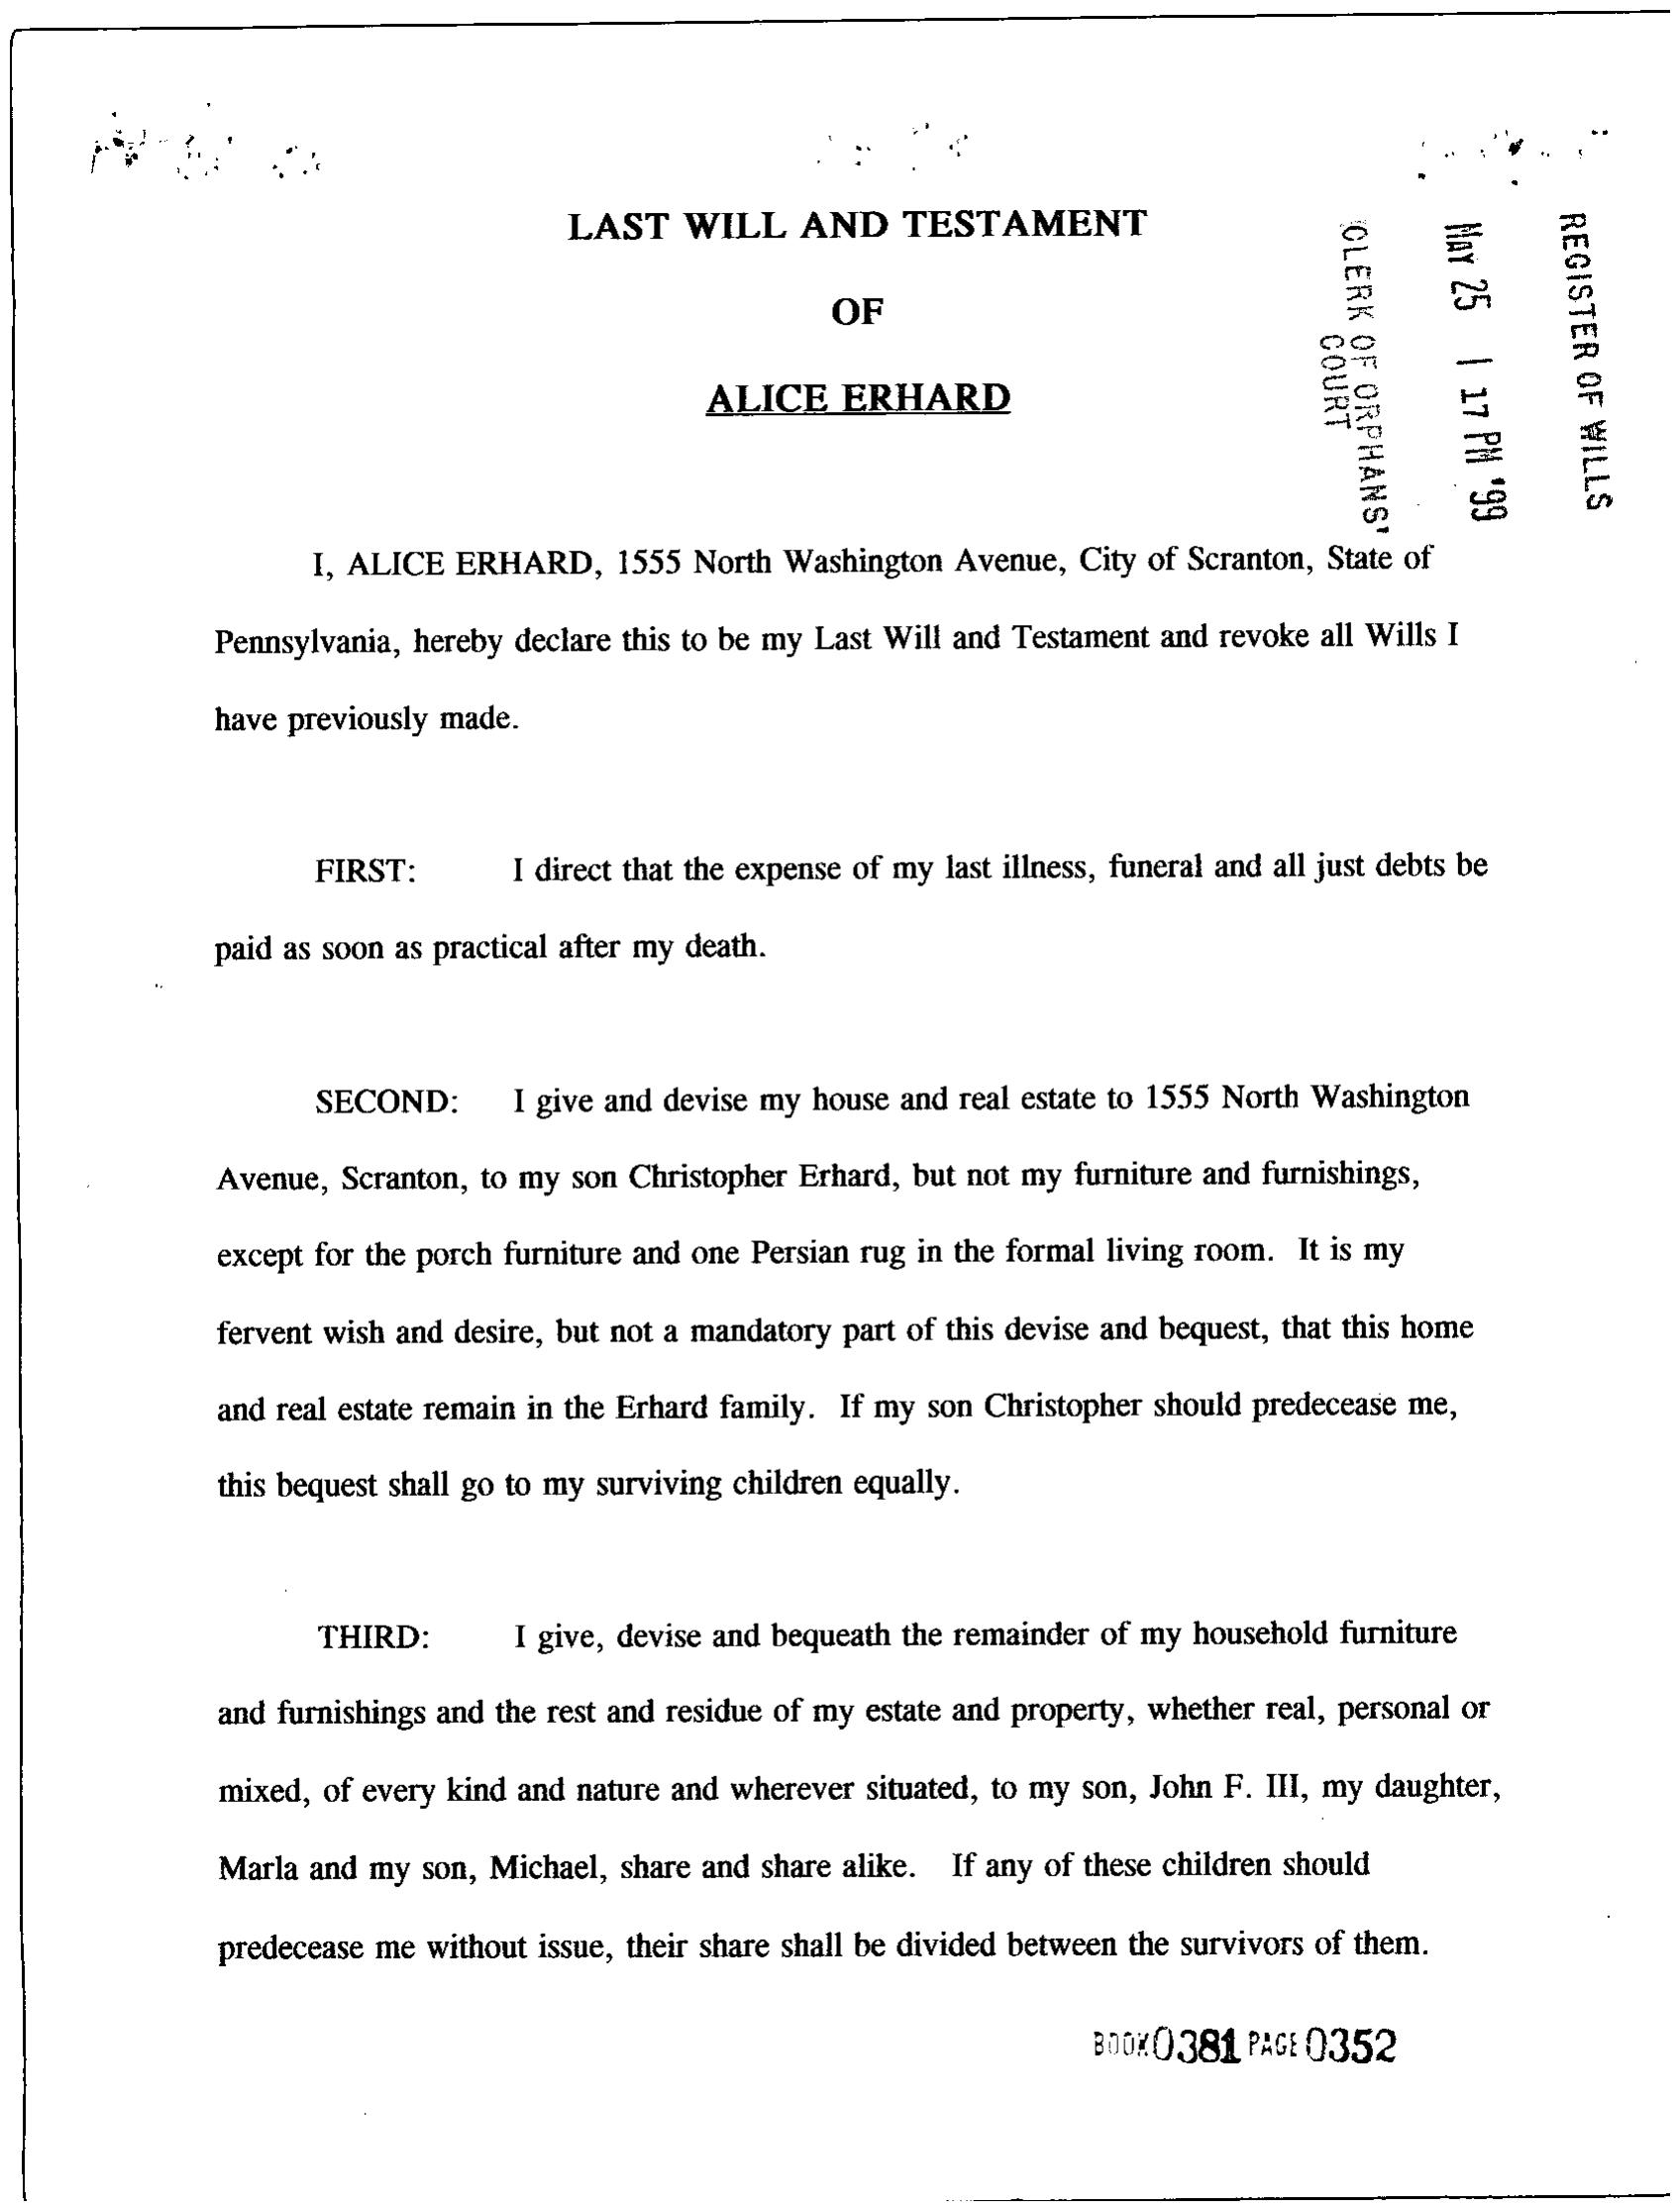 LAST WILL AND TESTAMENT
OF
ALICE ERHARD
REGISTER OF WILLS
MAY 25 1 17 PM '99
CLERK OF ORPHANS'
COURT
I, ALICE ERHARD, 1555 North Washington Avenue, City of Scranton, State of
Pennsylvania, hereby declare this to be my Last Will and Testament and revoke all Wills I
have previously made.
FIRST: I direct that the expense of my last illness, funeral and all just debts be
paid as soon as practical after my death.
SECOND: I give and devise my house and real estate to 1555 North Washington
Avenue, Scranton, to my son Christopher Erhard, but not my furniture and furnishings,
except for the porch furniture and one Persian rug in the formal living room. It is my
fervent wish and desire, but not a mandatory part of this devise and bequest, that this home
and real estate remain in the Erhard family. If my son Christopher should predecease me,
this bequest shall go to my surviving children equally.
THIRD: I give, devise and bequeath the remainder of my household furniture
and furnishings and the rest and residue of my estate and property, whether real, personal or
mixed, of every kind and nature and wherever situated, to my son, John F. III, my daughter,
Marla and my son, Michael, share and share alike. If any of these children should
predecease me without issue, their share shall be divided between the survivors of them.
BOOK 0381 PAGE 0352